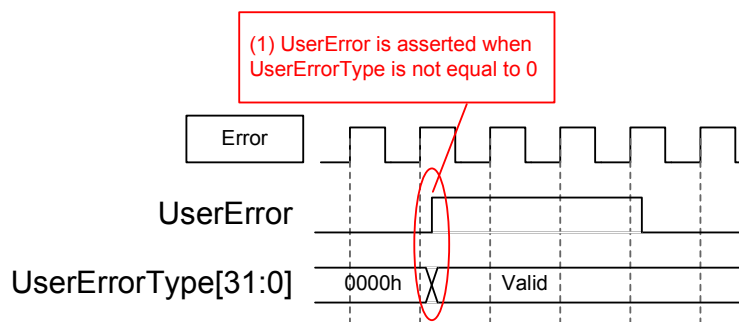 (1) UserError is asserted when
UserErrorType is not equal to 0
Error
UserError
UserErrorType[31:0]
0000h
Valid